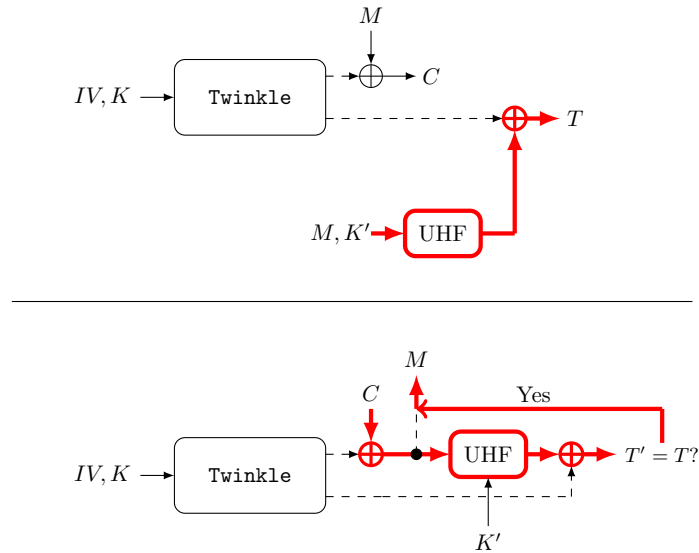 M
IV, K
Twinkle
C
T
M, K′
UHF
M
C
Yes
IV, K
Twinkle
UHF
T′ = T?
K′